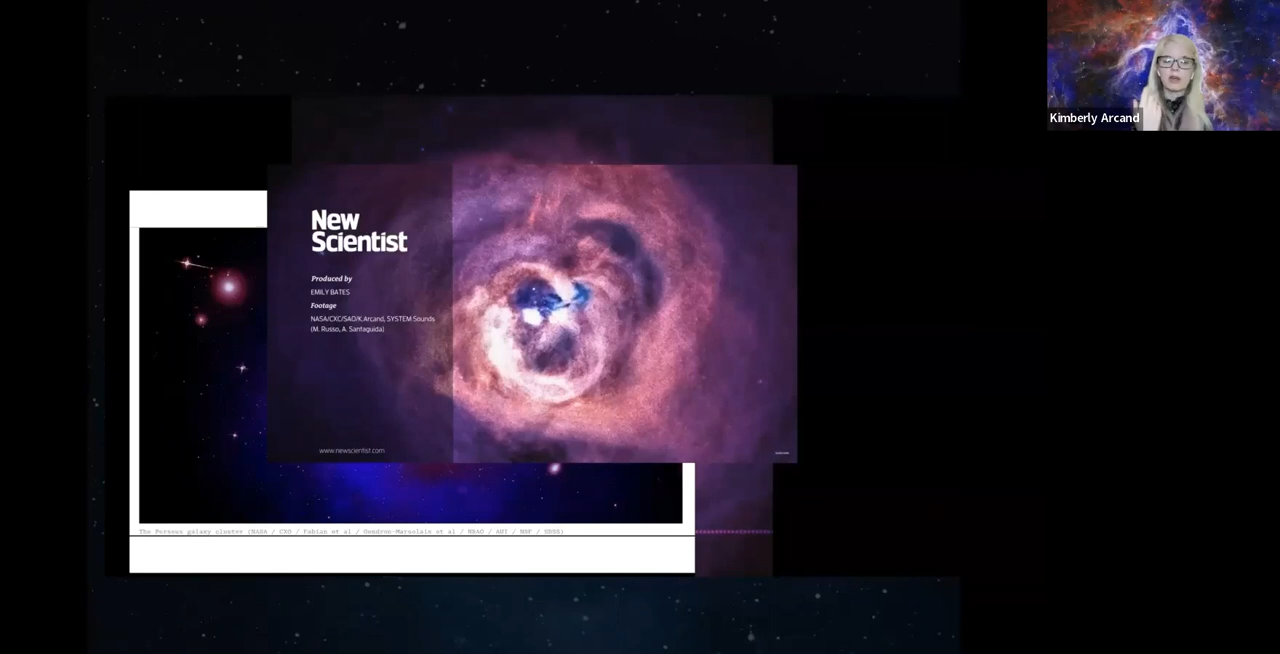 Kimberly Arcand
New
Scientist
Produced by
EMILY BATES
Footage
NASA/CXC/SAO/K.Arcand, SYSTEM Sounds
(M. Russo, A. Santaguida)
www.newscientist.com
The Perseus galaxy cluster (NASA / CXO / Fabian et al / Gendron-Marsolais et al / NRAO / AUI / NSF / SDSS)